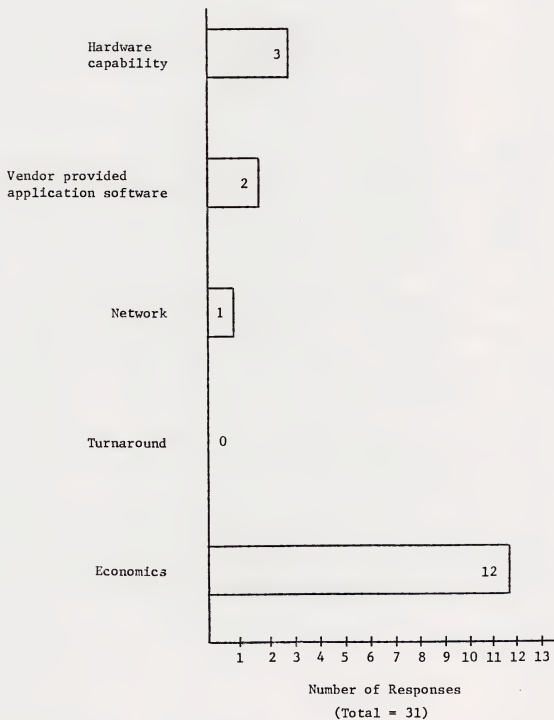 Hardware
capability
3
Vendor provided
application software
2
Network
1
Turnaround
0
Economics
12
1 2 3 4 5 6 7 8 9 10 11 12 13
Number of Responses
(Total = 31)